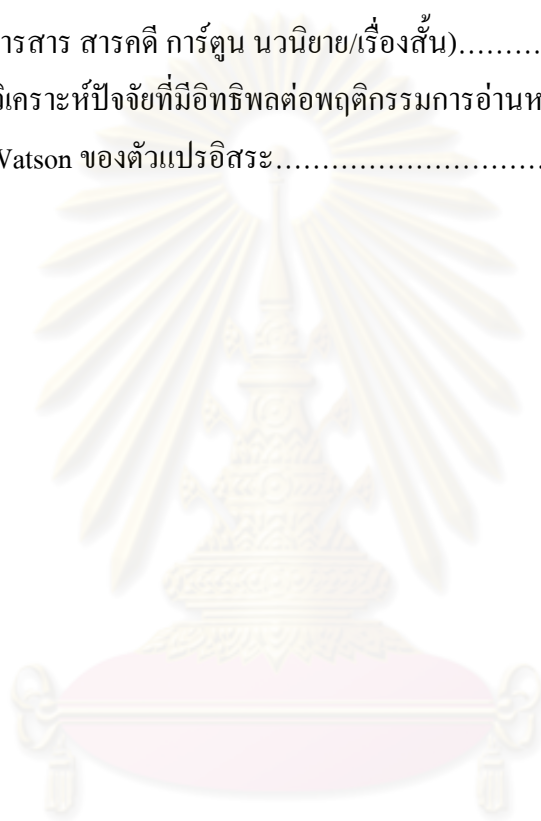 ารสาร สารคดี การ์ตูน นวนิยาย/เรื่องสั้น).........
วิเคราะห์ปัจจัยที่มีอิทธิพลต่อพฤติกรรมการอ่านห
Watson ของตัวแปรอิสระ............................